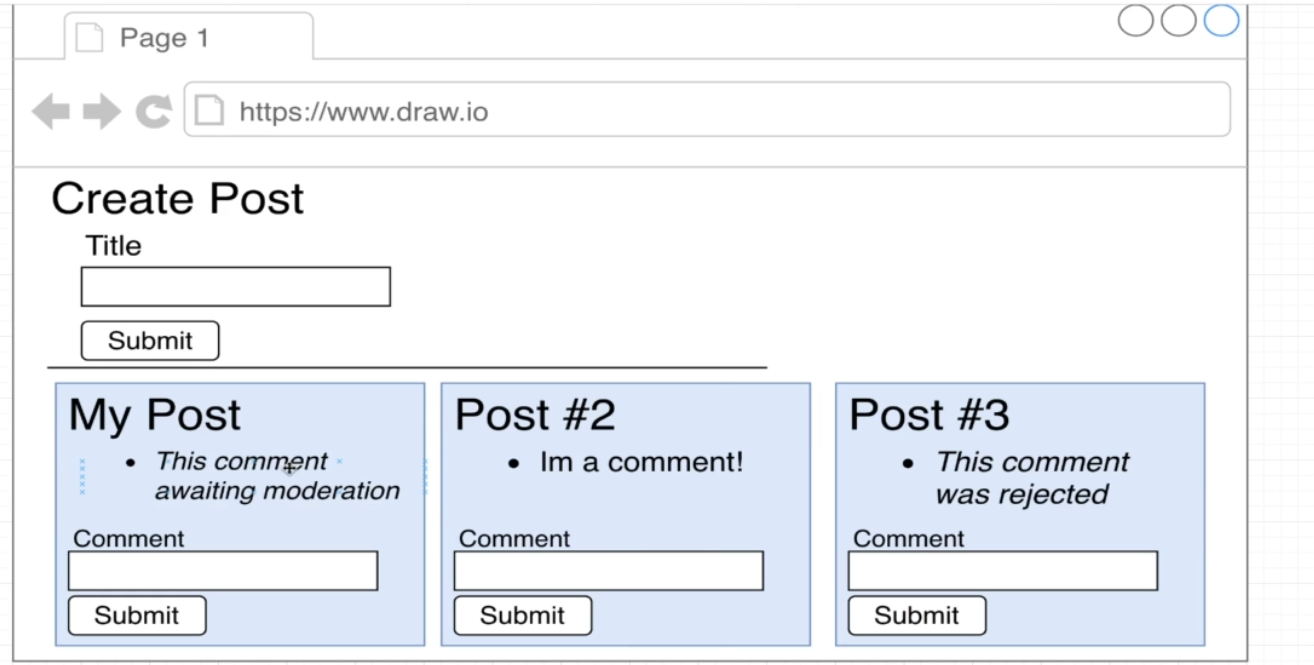 Page 1
https://www.draw.io
Create Post
Title
Submit
My Post
This comment
awaiting moderation
Comment
Submit
Post #2
Im a comment!
Comment
Submit
Post #3
This comment
was rejected
Comment
Submit